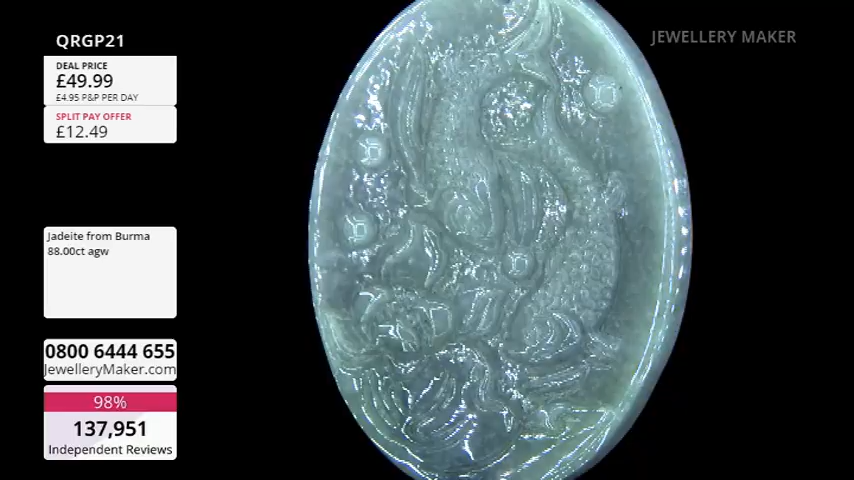 QRGP21
DEAL PRICE
£49.99
£4.95 P&P PER DAY
SPLIT PAY OFFER
£12.49
Jadeite from Burma
88.00ct agw
0800 6444 655
JewelleryMaker.com
98%
137,951
Independent Reviews
JEWELLERY MAKER